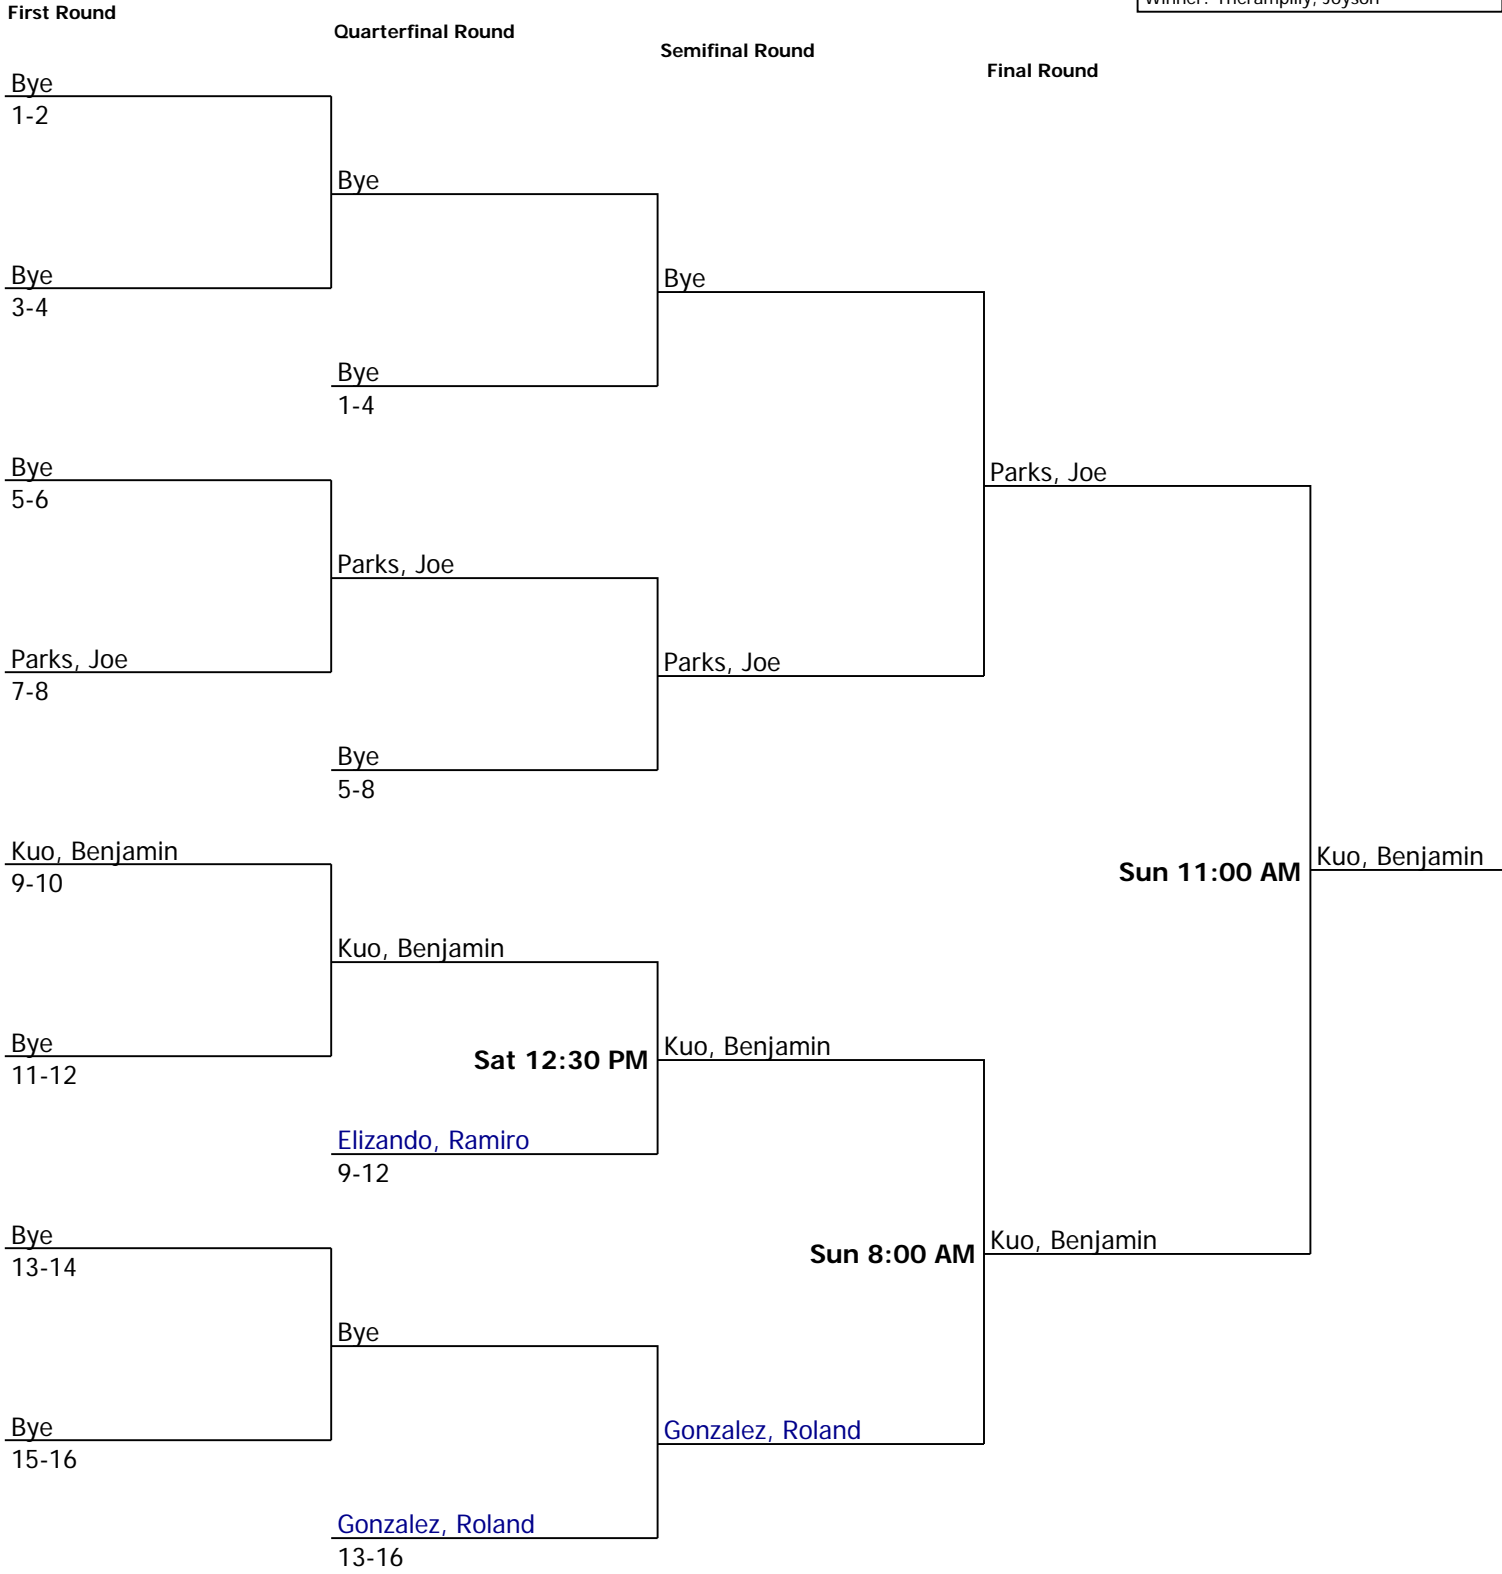 Winner: Therampilly, Joyson
First Round
Quarterfinal Round
Semifinal Round
Final Round
Bye
1-2
Bye
Bye
3-4
Bye
Bye
1-4
Bye
5-6
Parks, Joe
Parks, Joe
Parks, Joe
7-8
Parks, Joe
Bye
5-8
Kuo, Benjamin
9-10
Sun 11:00 AM
Kuo, Benjamin
Kuo, Benjamin
Bye
11-12
Sat 12:30 PM
Kuo, Benjamin
Elizando, Ramiro
9-12
Bye
13-14
Sun 8:00 AM
Kuo, Benjamin
Bye
Bye
15-16
Gonzalez, Roland
Gonzalez, Roland
13-16